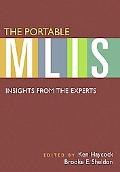 THE PORTABLE
MLIS
INSIGHTS FROM THE EXPERTS
EDITED BY Ken Haycock
Brooke E. Sheldon